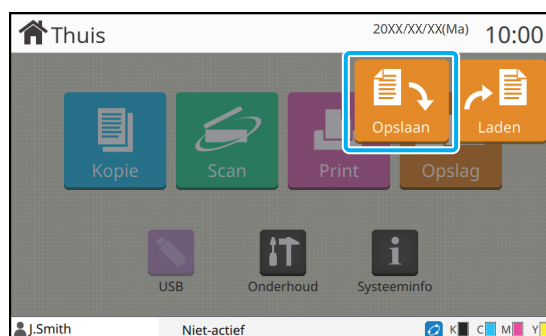 Thuis
20XX/XX/XX(Ma)
10:00
Opslaan
Laden
Kopie
Scan
Print
Opslag
USB
Onderhoud
Systeeminfo
J.Smith
Niet-actief
K C M Y